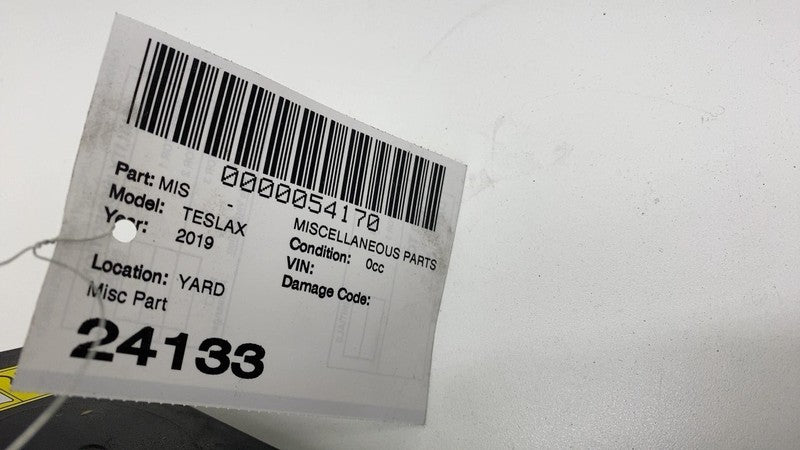 0000054170
Part: MIS -
MISCELLANEOUS PARTS
Model: TESLAX
Condition: 0cc
Year: 2019
VIN:
Damage Code:
Location: YARD
Misc Part
24133